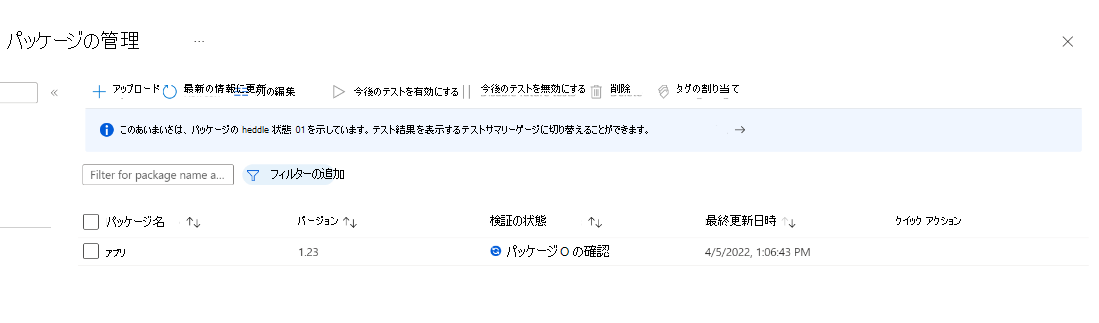 パッケージの管理 …
アップロード 最新の情報に更新 列の編集 今後のテストを有効にする 今後のテストを無効にする 削除 タグの割り当て
このあいまいさは、パッケージの heddle 状態 01 を示しています。テスト結果を表示するテストサマリーゲージに切り替えることができます。
Filter for package name a... フィルターの追加
パッケージ名 バージョン 検証の状態 最終更新日時 クイック アクション
アプリ 1.23 パッケージ O の確認 4/5/2022, 1:06:43 PM